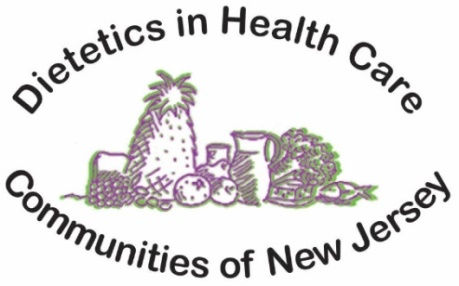 Dietetics in Health Care
Communities of New Jersey